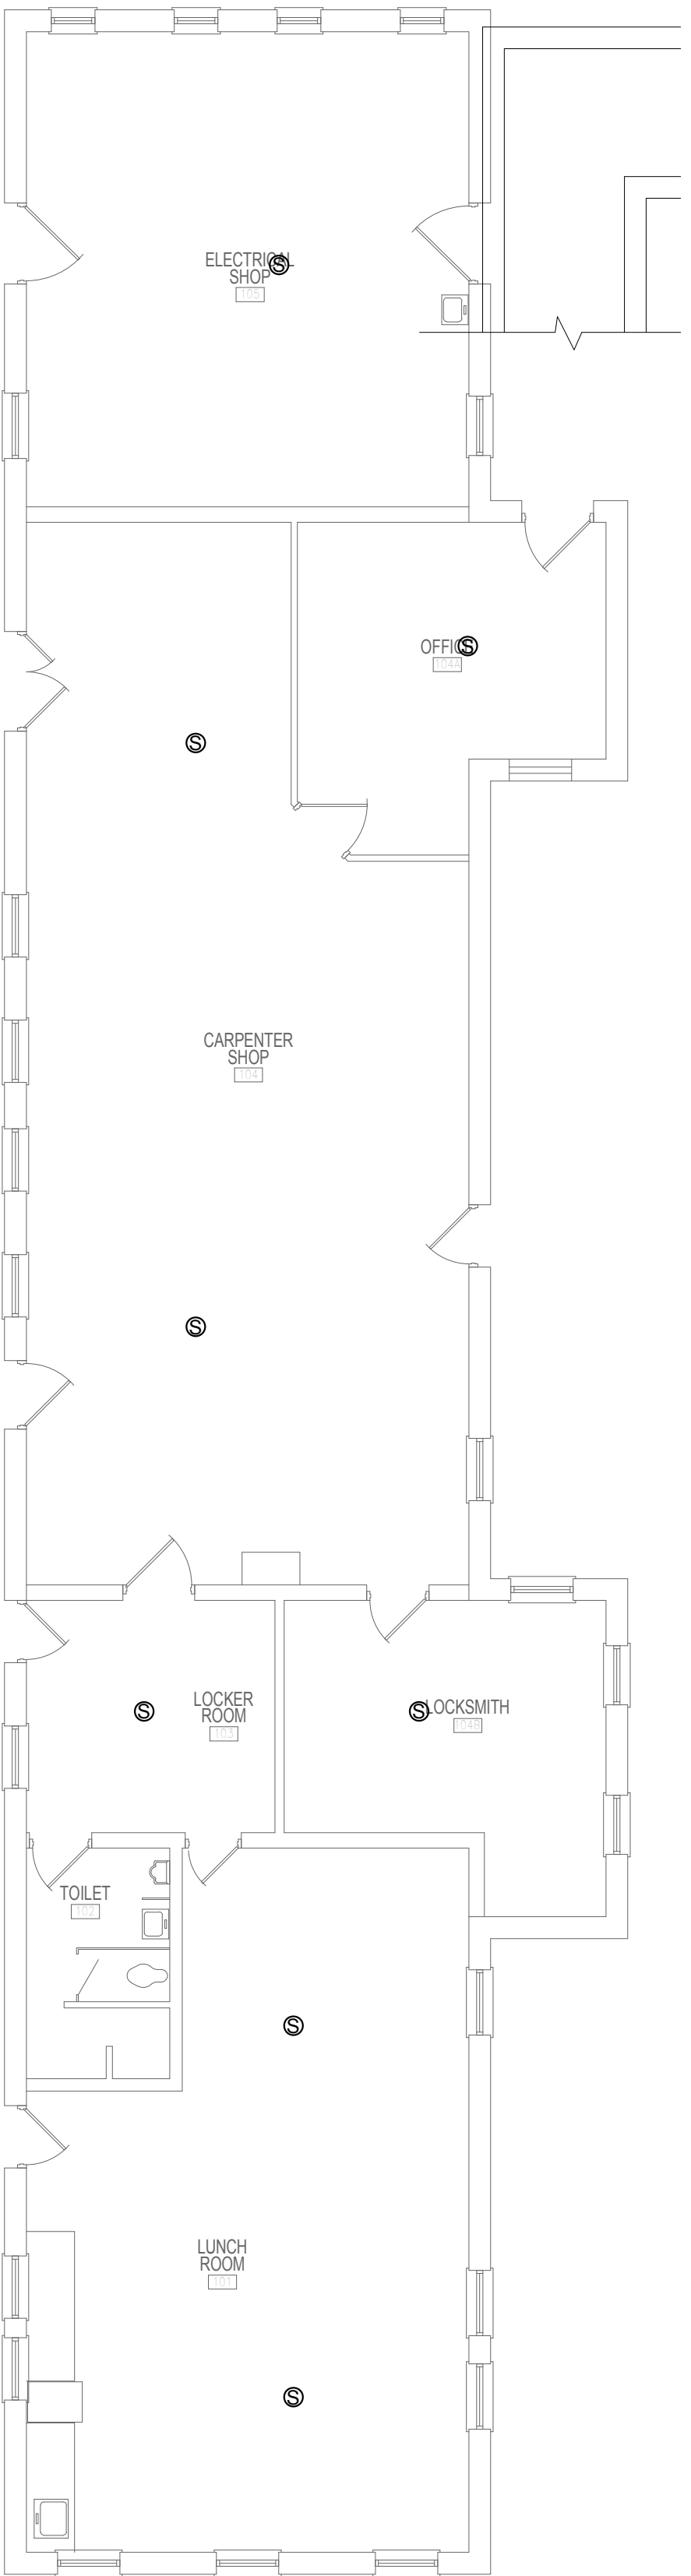 ELECTRICAL
SHOP
105
S
OFFICE
104A
S
S
CARPENTER
SHOP
104
S
LOCKER
ROOM
103
S
LOCKSMITH
104B
S
TOILET
102
S
LUNCH
ROOM
101
S